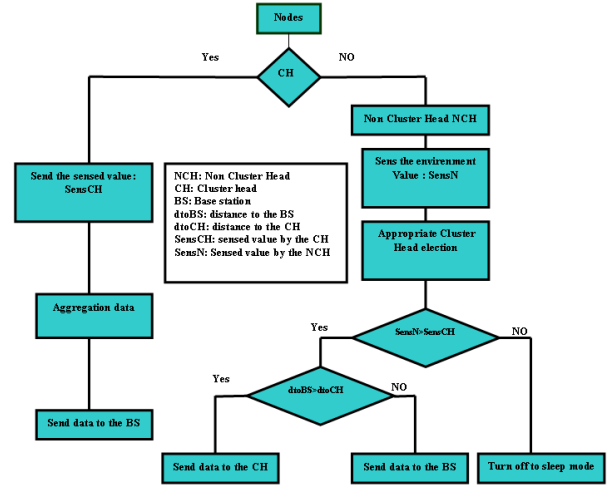 Nodes
Yes
NO
CH
Non Cluster Head NCH
Send the sensed value:
SensCH
NCH: Non Cluster Head
CH: Cluster head
BS: Base station
dtoBS: distance to the BS
dtoCH: distance to the CH
SensCH: sensed value by the CH
SensN: Sensed value by the NCH
Sens the envirenment
Value : SensN
Appropriate Cluster
Head election
Aggregation data
Yes
SensN>SensCH
NO
Yes
dtoBS>dtoCH
NO
Send data to the BS
Send data to the CH
Send data to the BS
Turn off to sleep mode